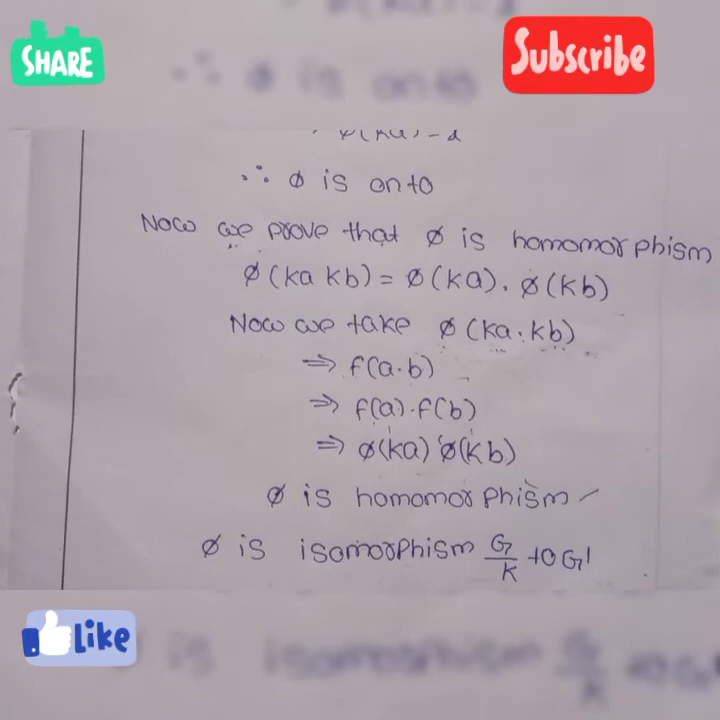 SHARE
Subscribe
∴ ø is onto
Now we prove that ø is homomorphism
ø(ka kb) = ø(ka). ø(kb)
Now we take ø(ka.kb)
⇒ f(a.b)
⇒ f(a).f(b)
⇒ ø(ka) ø(kb)
ø is homomorphism
ø is isomorphism G/K to G'
Like